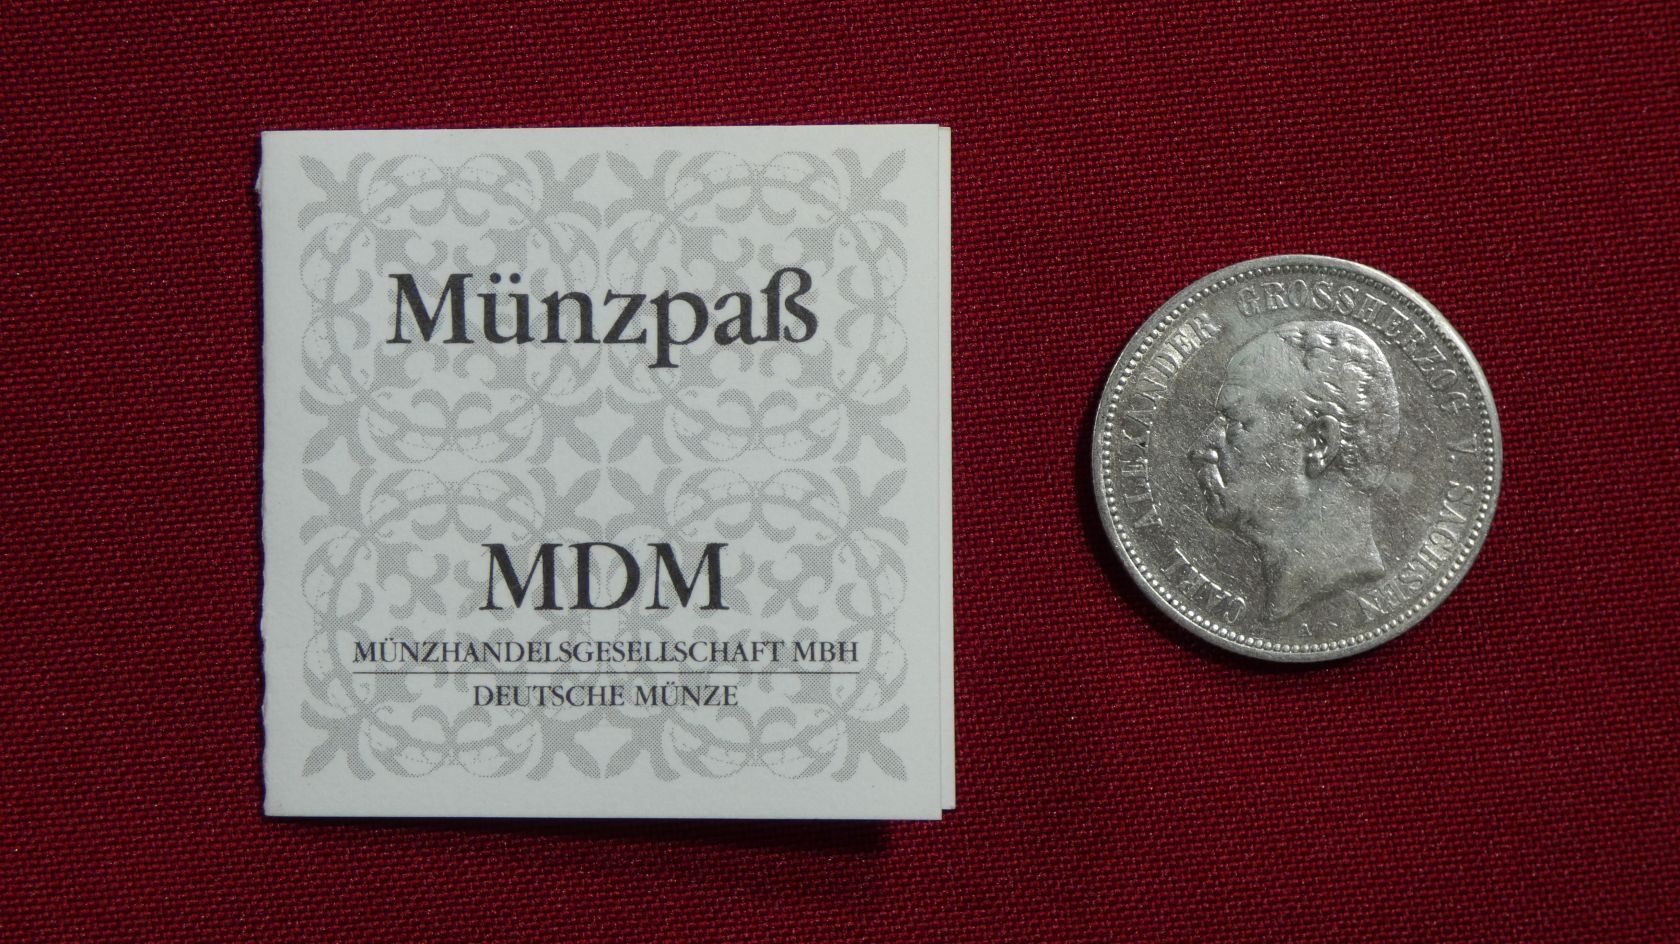 Münzpaß
MDM
MÜNZHANDELSGESELLSCHAFT MBH
DEUTSCHE MÜNZE
CARL ALEXANDER GROSSHERZOG V. SACHSEN
A